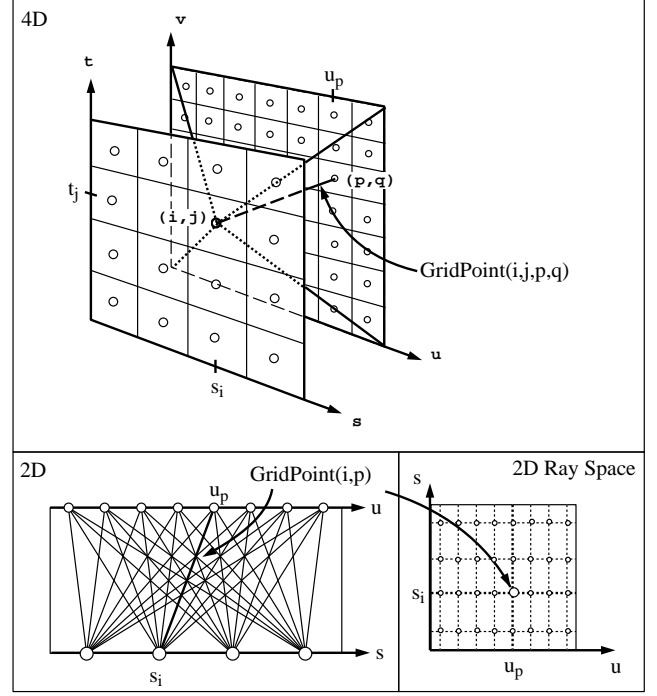 4D
v
t
u_p
t_j
(i,j)
(p,q)
GridPoint(i,j,p,q)
u
s_i
s
2D
GridPoint(i,p)
u_p
u
s
s_i
2D Ray Space
s
s_i
u_p
u